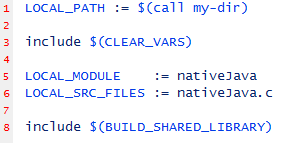 1 LOCAL_PATH := $(call my-dir)
2
3 include $(CLEAR_VARS)
4
5 LOCAL_MODULE    := nativeJava
6 LOCAL_SRC_FILES := nativeJava.c
7
8 include $(BUILD_SHARED_LIBRARY)